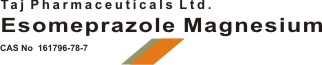 Taj Pharmaceuticals Ltd.
Esomeprazole Magnesium
CAS No 161796-78-7